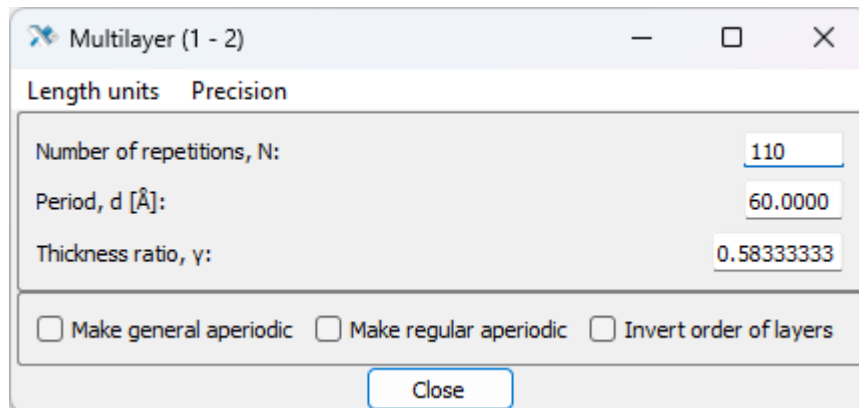 Multilayer (1 - 2)
Length units Precision
Number of repetitions, N: 110
Period, d [Å]: 60.0000
Thickness ratio, γ: 0.58333333
Make general aperiodic Make regular aperiodic Invert order of layers
Close